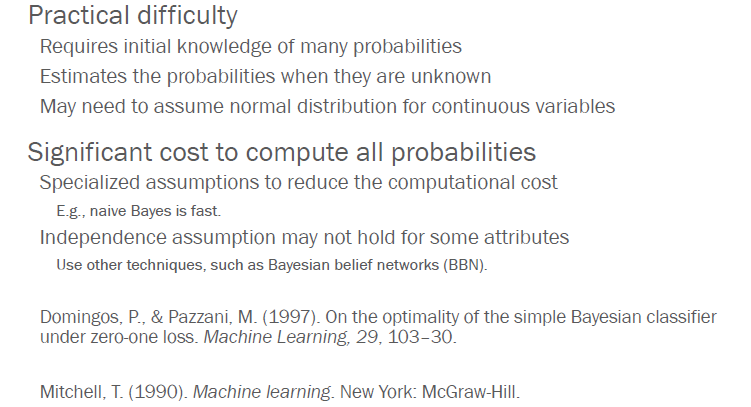 Practical difficulty
Requires initial knowledge of many probabilities
Estimates the probabilities when they are unknown
May need to assume normal distribution for continuous variables
Significant cost to compute all probabilities
Specialized assumptions to reduce the computational cost
E.g., naive Bayes is fast.
Independence assumption may not hold for some attributes
Use other techniques, such as Bayesian belief networks (BBN).
Domingos, P., & Pazzani, M. (1997). On the optimality of the simple Bayesian classifier
under zero-one loss. Machine Learning, 29, 103–30.
Mitchell, T. (1990). Machine learning. New York: McGraw-Hill.